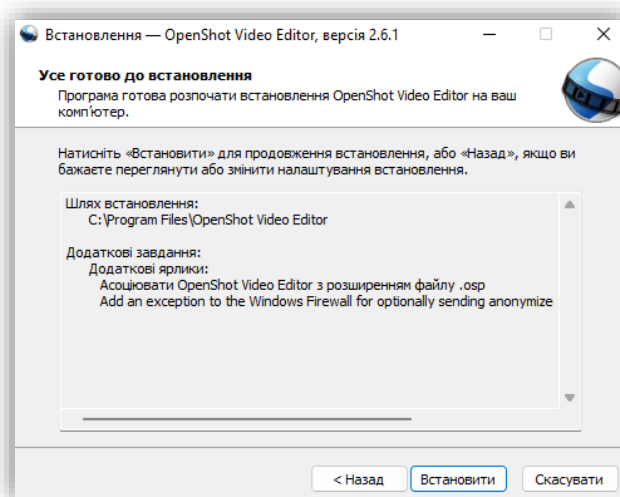 Встановлення — OpenShot Video Editor, версія 2.6.1
Усе готово до встановлення
Програма готова розпочати встановлення OpenShot Video Editor на ваш
комп'ютер.
Натисніть «Встановити» для продовження встановлення, або «Назад», якщо ви
бажаєте переглянути або змінити налаштування встановлення.
Шлях встановлення:
C:\Program Files\OpenShot Video Editor
Додаткові завдання:
Додаткові ярлики:
Асоціювати OpenShot Video Editor з розширенням файлу .osp
Add an exception to the Windows Firewall for optionally sending anonymize
< Назад
Встановити
Скасувати